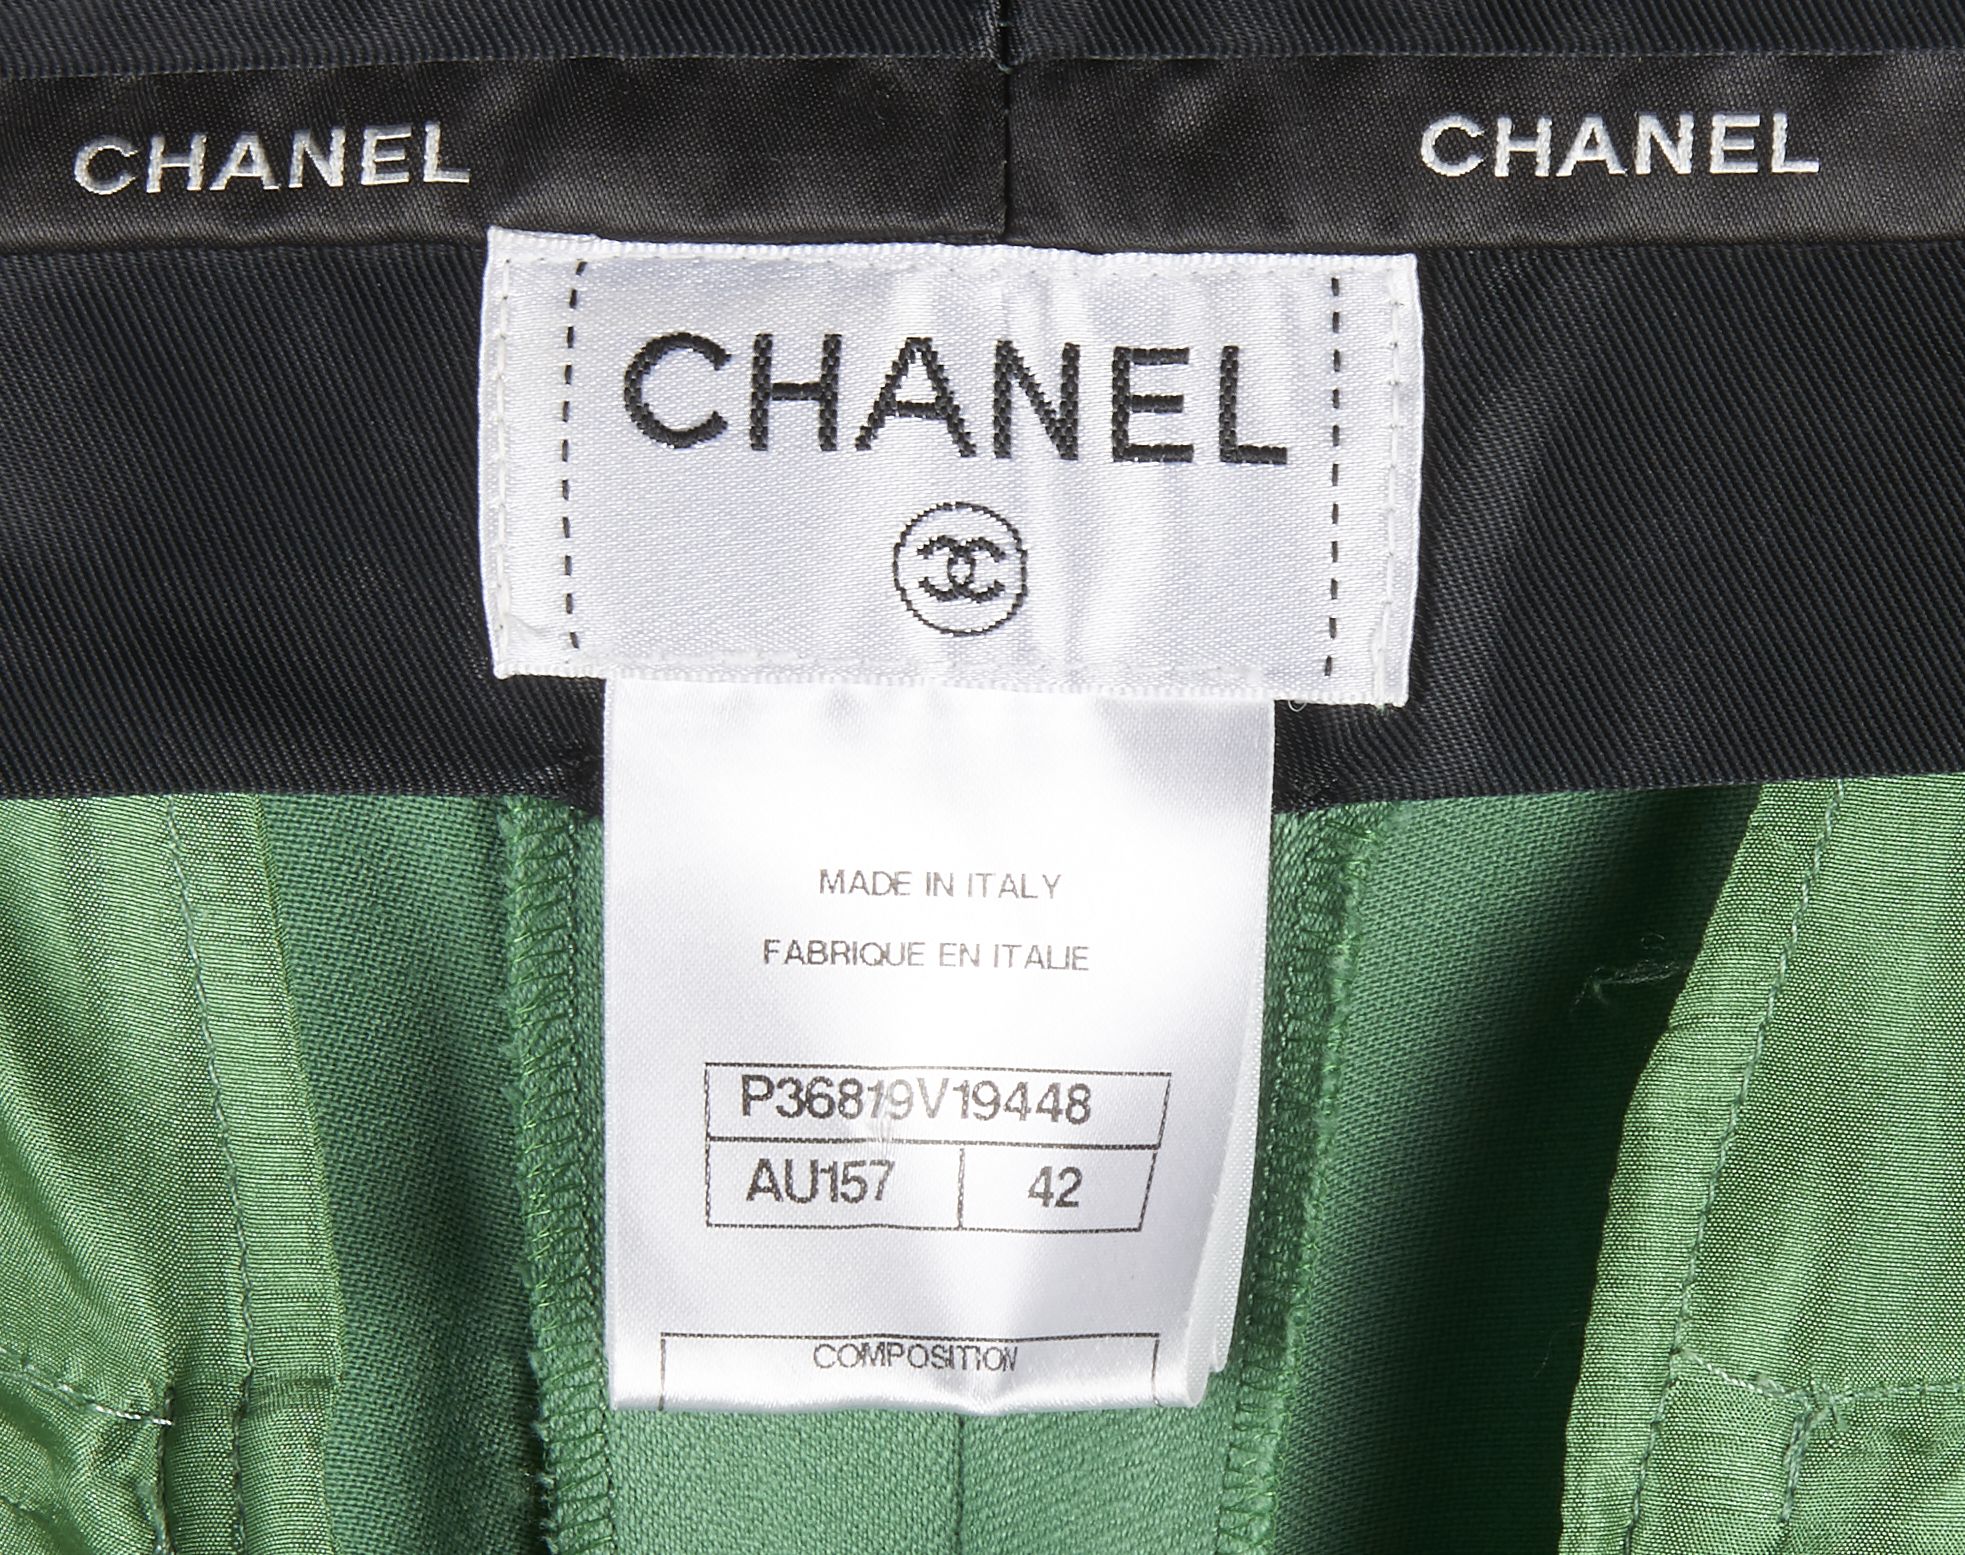 CHANEL CHANEL
CHANEL
MADE IN ITALY
FABRIQUE EN ITALIE
P36819V19448
AU157 42
COMPOSITION